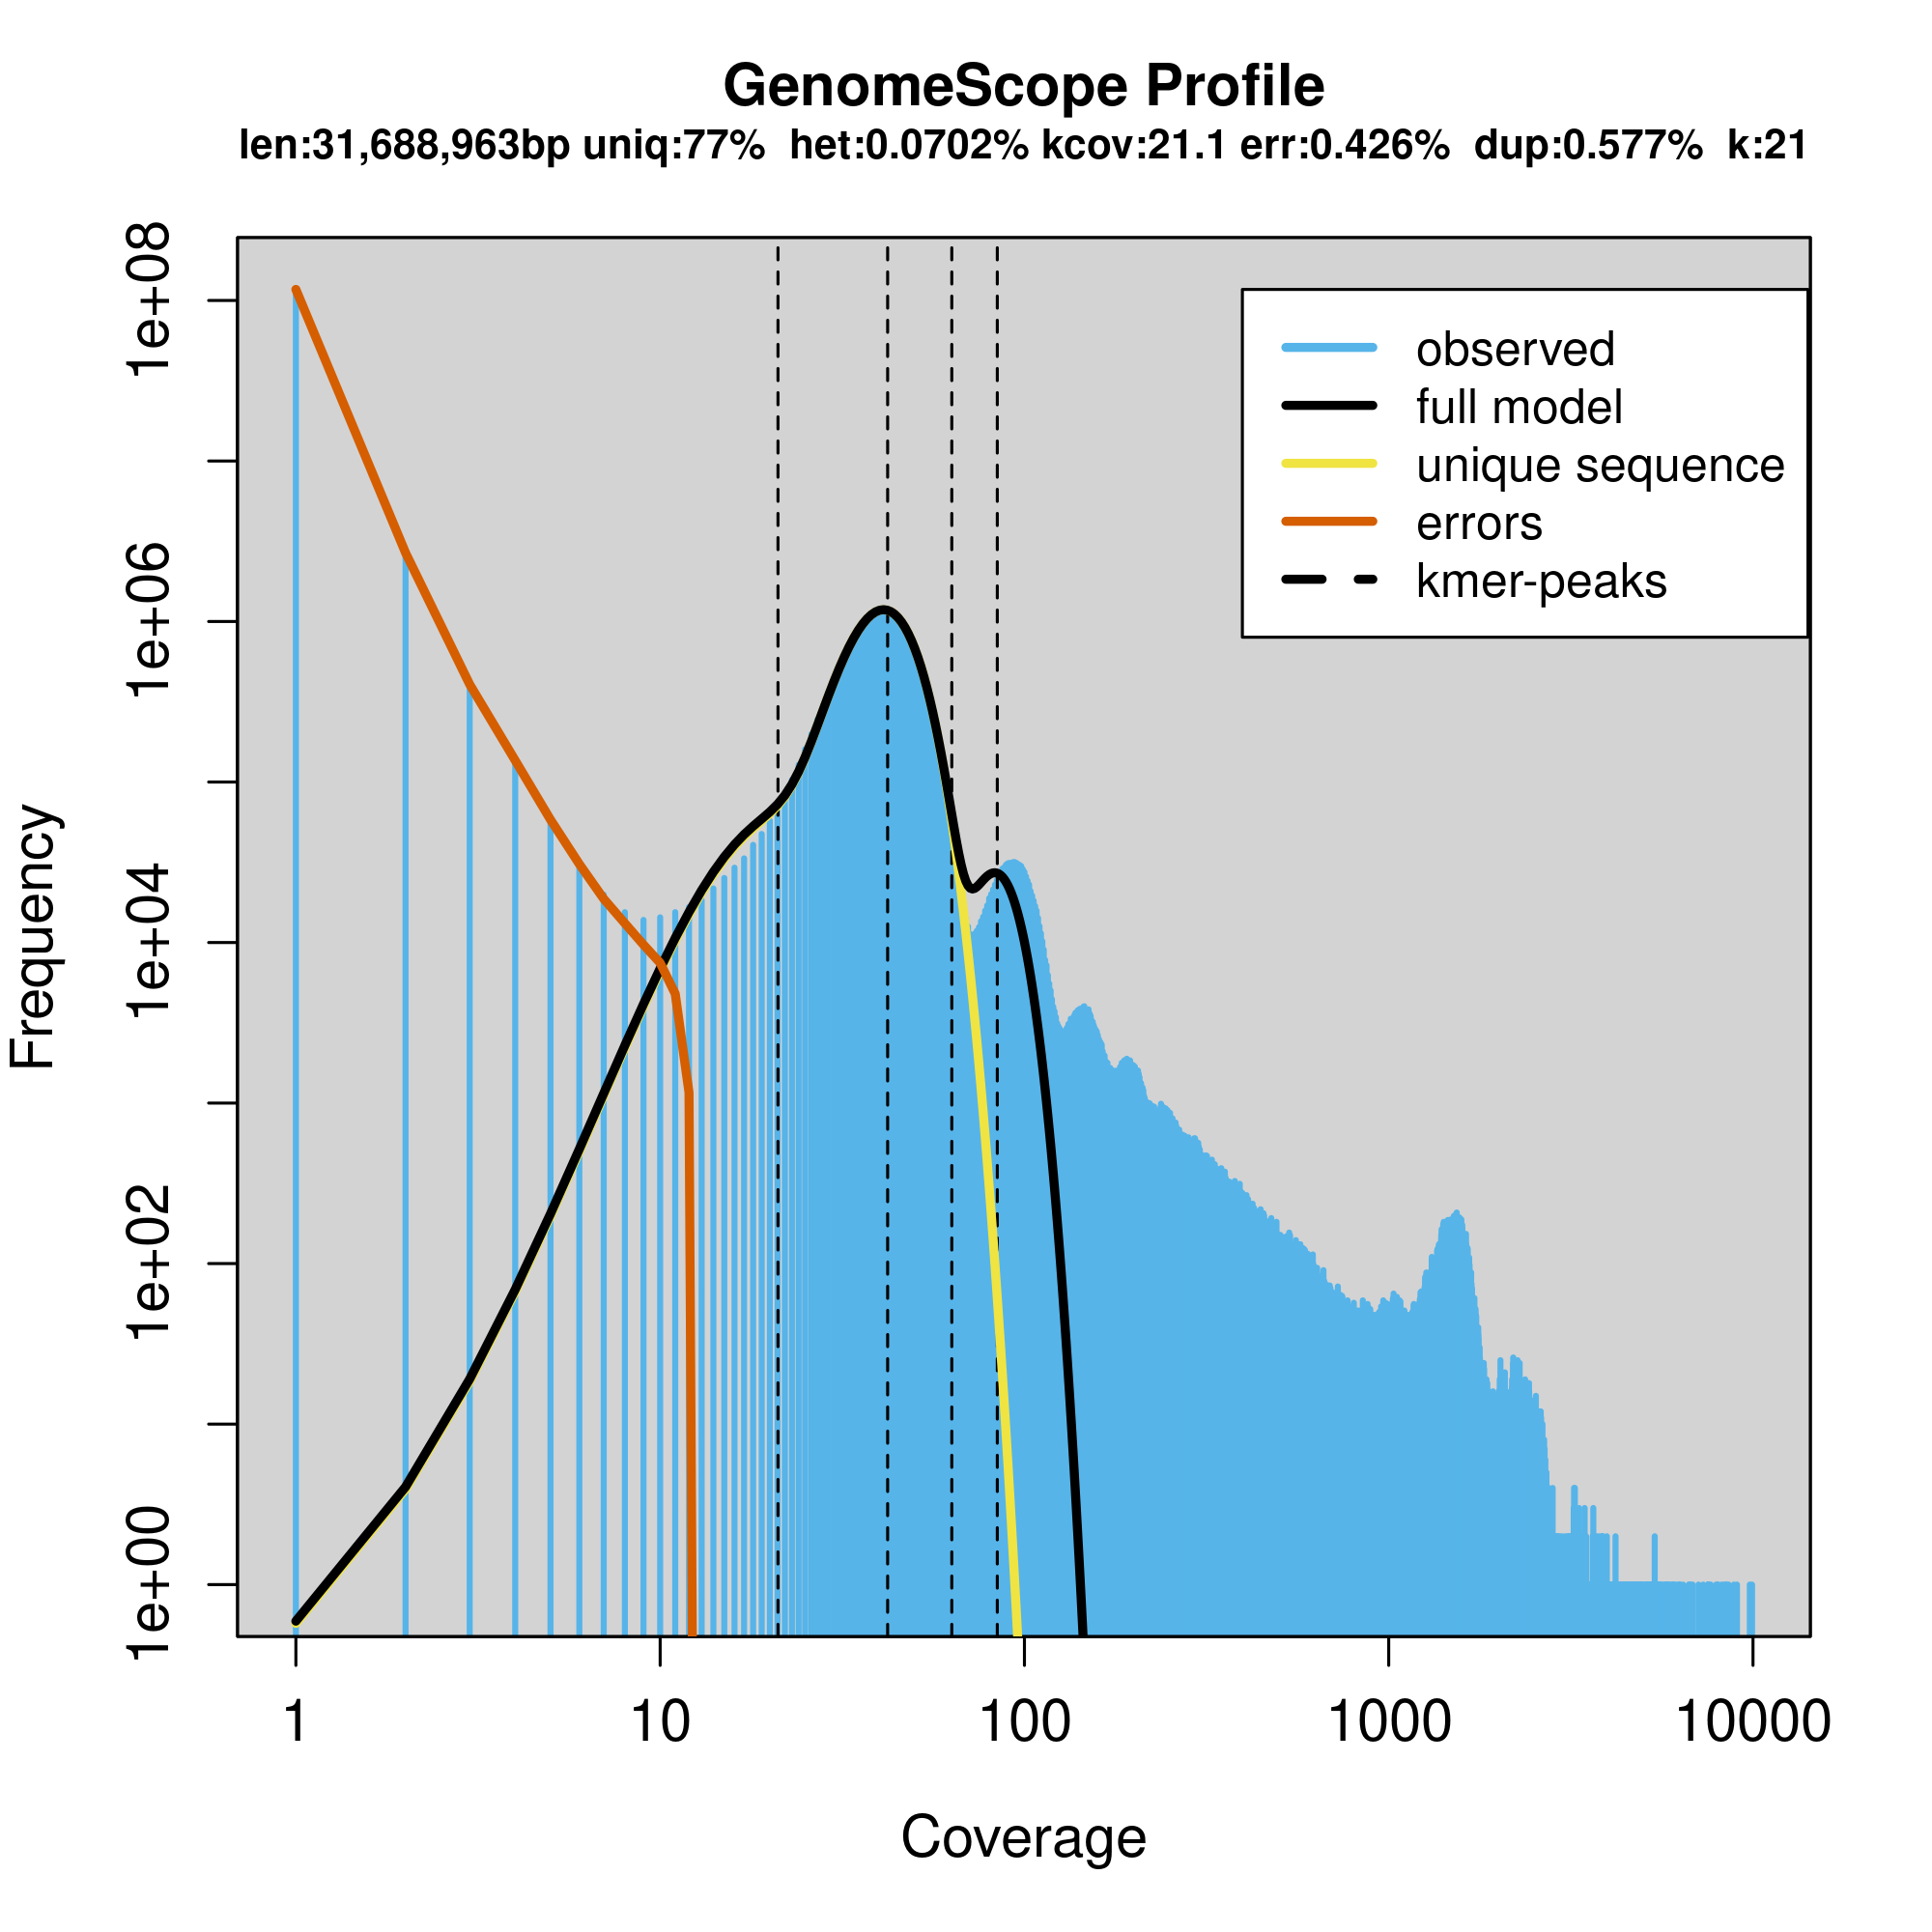 GenomeScope Profile
len:31,688,963bp uniq:77% het:0.0702% kcov:21.1 err:0.426% dup:0.577% k:21
1e+08
1e+06
1e+04
1e+02
1e+00
Frequency
observed
full model
unique sequence
errors
kmer-peaks
1 10 100 1000 10000
Coverage